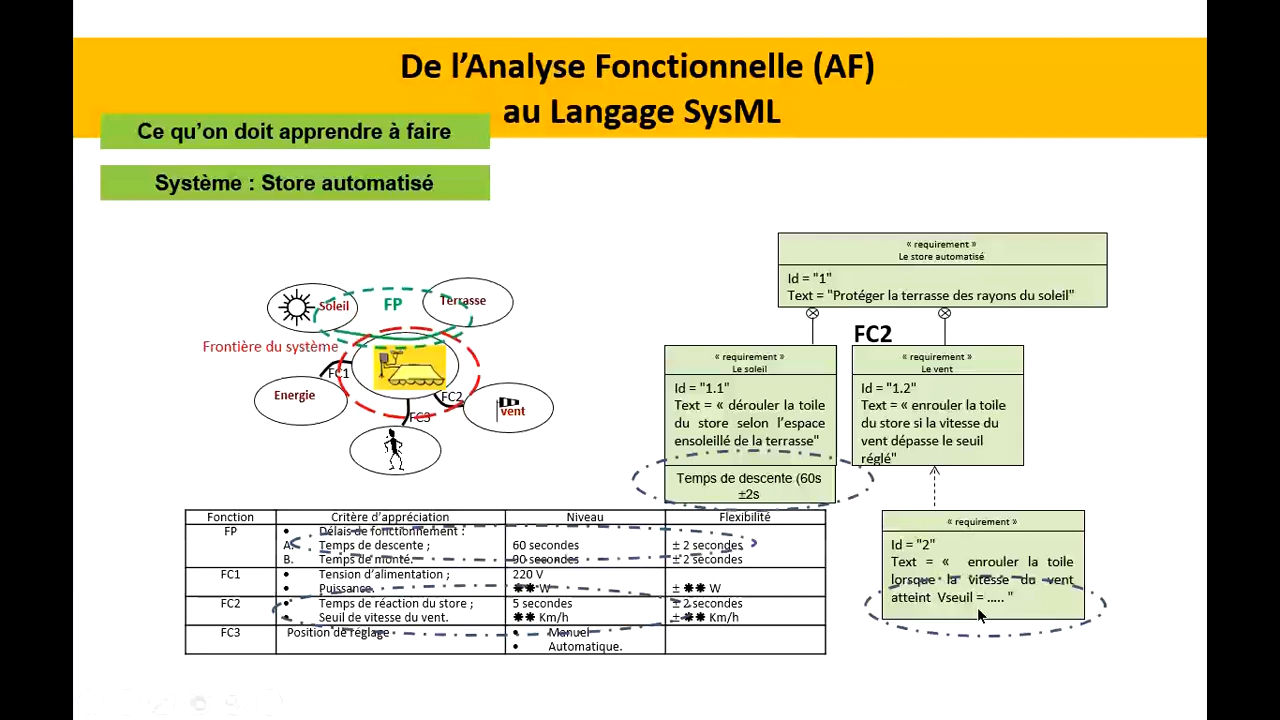 De l'Analyse Fonctionnelle (AF)
au Langage SysML
Ce qu'on doit apprendre à faire
Système : Store automatisé
Soleil
FP
Terrasse
Frontière du système
FC1
Energie
FC2
FC3
vent
« requirement »
Le store automatisé
Id = "1"
Text = "Protéger la terrasse des rayons du soleil"
FC2
« requirement »
Le soleil
Id = "1.1"
Text = « dérouler la toile
du store selon l'espace
ensoleillé de la terrasse"
Temps de descente (60s
±2s
« requirement »
Le vent
Id = "1.2"
Text = « enrouler la toile
du store si la vitesse du
vent dépasse le seuil
réglé"
« requirement »
Id = "2"
Text = « enrouler la toile
lorsque la vitesse du vent
atteint Vseuil = ..... "
Fonction Critère d'appréciation Niveau Flexibilité
FP • Délais de fonctionnement :
A. Temps de descente ; 60 secondes ± 2 secondes
B. Temps de monté. 90 secondes ± 2 secondes
FC1 • Tension d'alimentation ; 220 V
• Puissance. ✱✱ W ± ✱✱ W
FC2 • Temps de réaction du store ; 5 secondes ± 2 secondes
• Seuil de vitesse du vent. ✱✱ Km/h ± ✱✱ Km/h
FC3 Position de réglage • Manuel
• Automatique.